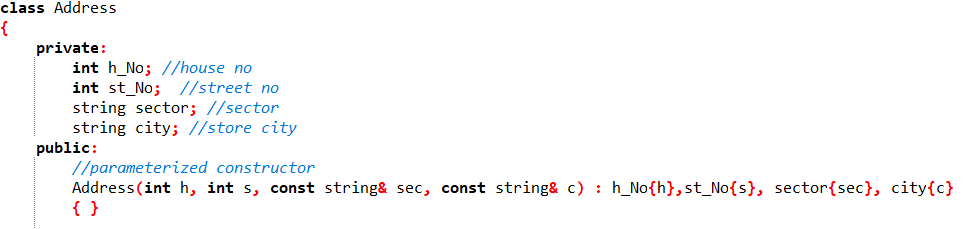 class Address
{
private:
int h_No; //house no
int st_No; //street no
string sector; //sector
string city; //store city
public:
//parameterized constructor
Address(int h, int s, const string& sec, const string& c) : h_No{h},st_No{s}, sector{sec}, city{c}
{ }